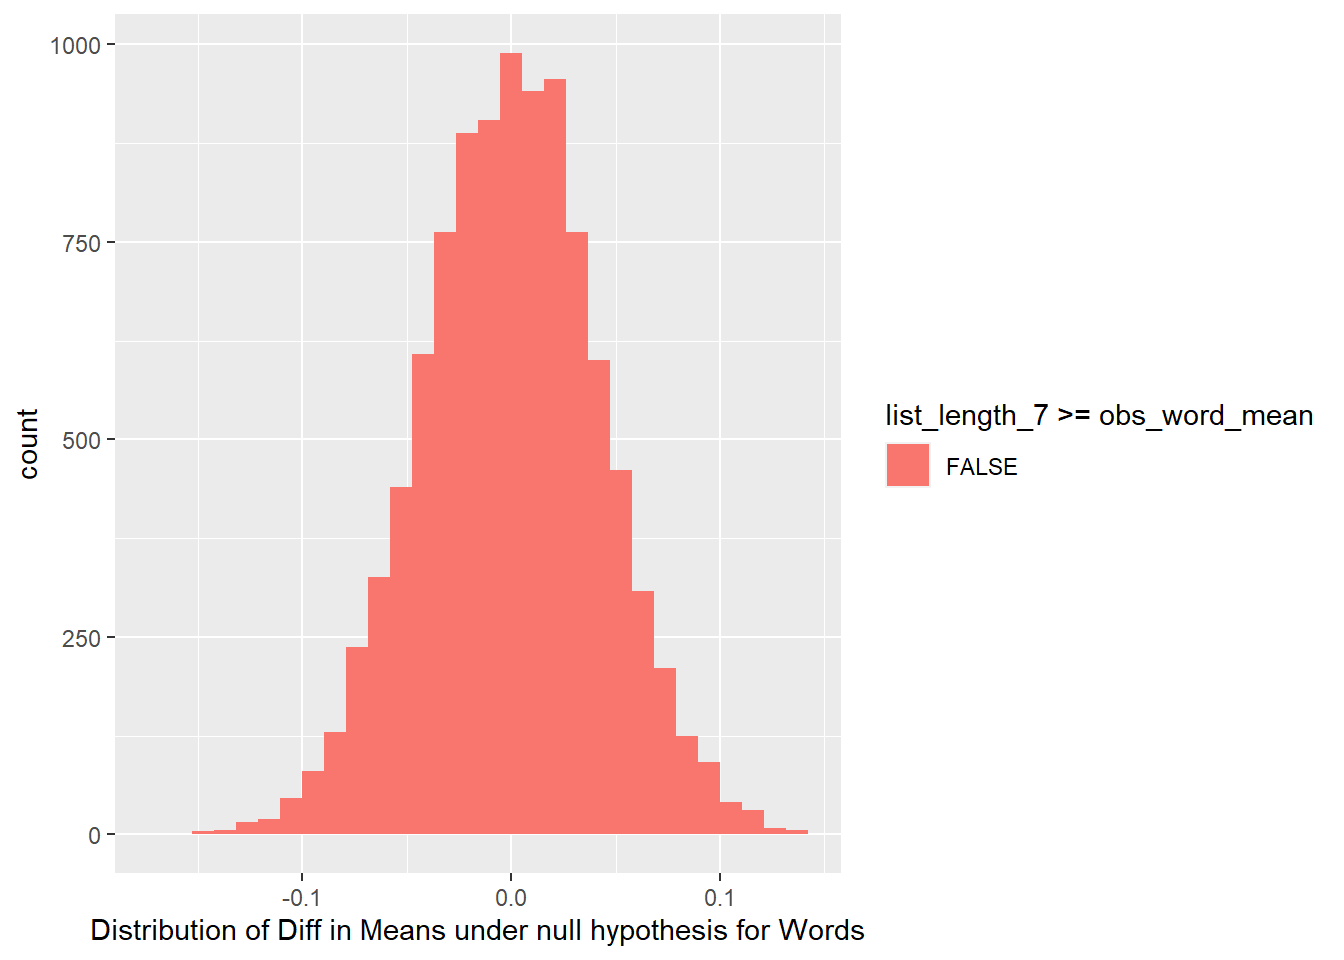 1000
750
500
250
0
count
-0.1
0.0
0.1
Distribution of Diff in Means under null hypothesis for Words
list_length_7 >= obs_word_mean
FALSE